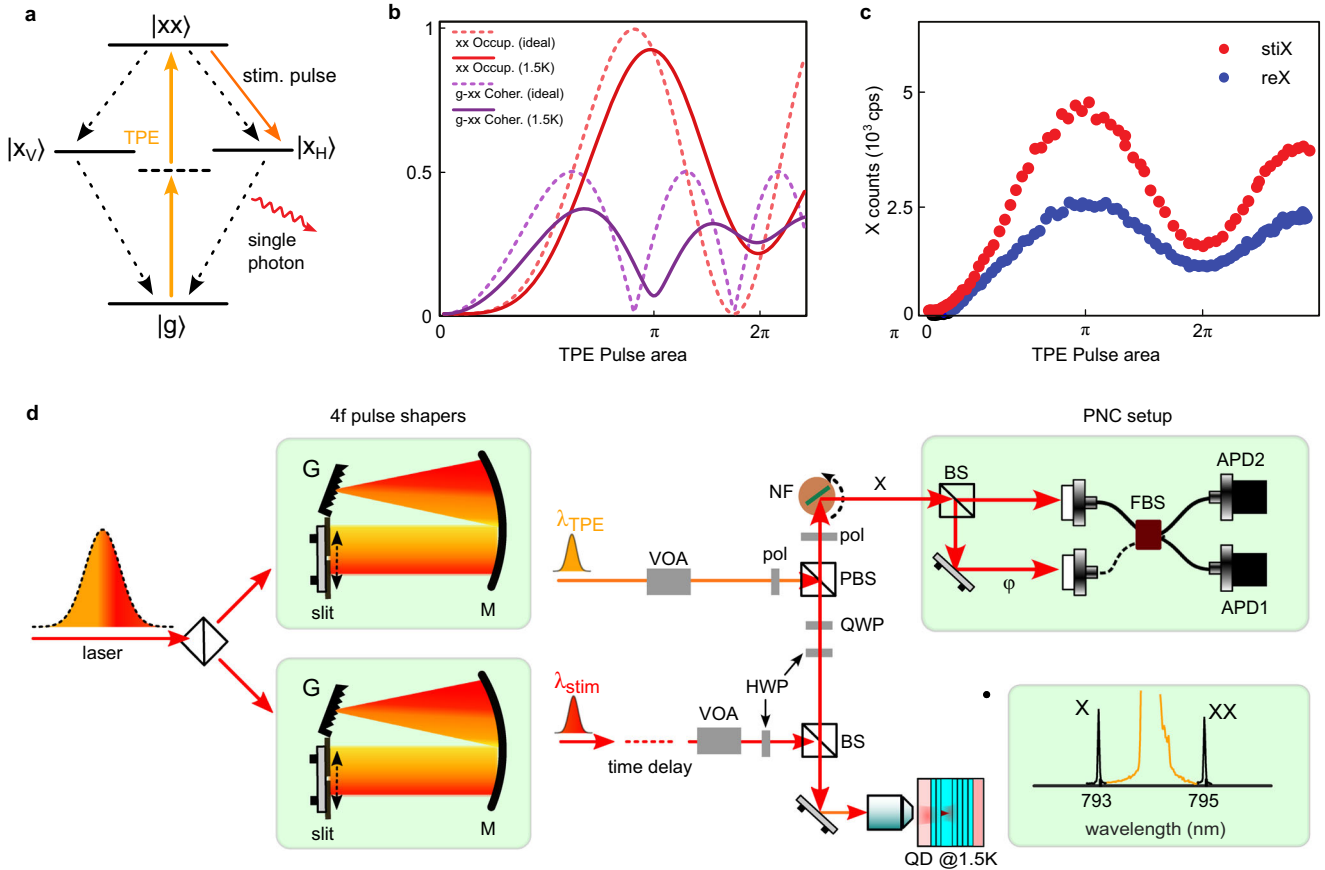 a
|xx⟩
stim. pulse
TPE
|x_V⟩
|x_H⟩
single
photon
|g⟩
b
1
xx Occup. (ideal)
xx Occup. (1.5K)
g-xx Coher. (ideal)
g-xx Coher. (1.5K)
0.5
0
0
π
2π
TPE Pulse area
c
stiX
reX
X counts (10³ cps)
5
2.5
0
π
0
π
2π
TPE Pulse area
d
4f pulse shapers
PNC setup
G
slit
M
laser
G
slit
M
λ_TPE
VOA
pol
NF
pol
PBS
QWP
HWP
λ_stim
time delay
VOA
BS
QD @1.5K
X
BS
φ
FBS
APD2
APD1
X
XX
793
795
wavelength (nm)